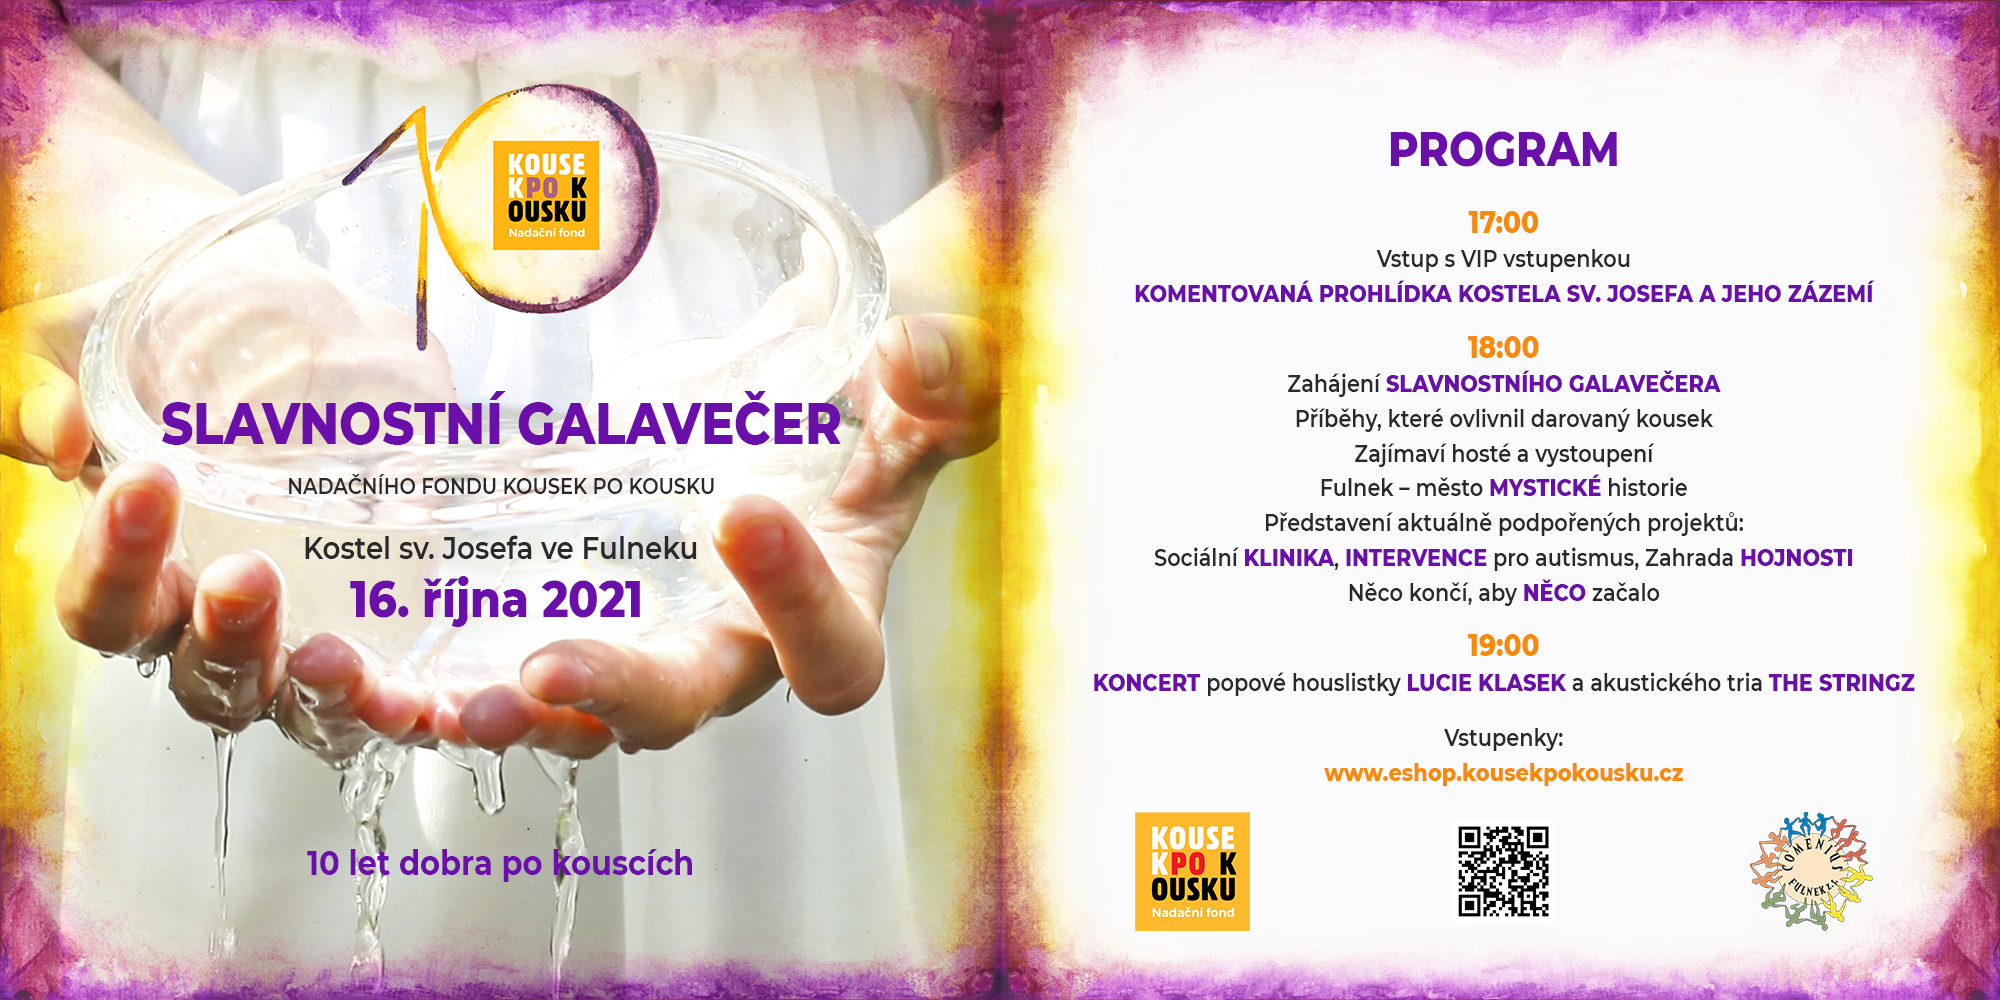 10
KOUSE
KPO K
OUSKU
Nadační fond
SLAVNOSTNÍ GALAVEČER
NADAČNÍHO FONDU KOUSEK PO KOUSKU
Kostel sv. Josefa ve Fulneku
16. října 2021
10 let dobra po kouscích
PROGRAM
17:00
Vstup s VIP vstupenkou
KOMENTOVANÁ PROHLÍDKA KOSTELA SV. JOSEFA A JEHO ZÁZEMÍ
18:00
Zahájení SLAVNOSTNÍHO GALAVEČERA
Příběhy, které ovlivnil darovaný kousek
Zajímaví hosté a vystoupení
Fulnek – město MYSTICKÉ historie
Představení aktuálně podpořených projektů:
Sociální KLINIKA, INTERVENCE pro autismus, Zahrada HOJNOSTI
Něco končí, aby NĚCO začalo
19:00
KONCERT popové houslistky LUCIE KLASEK a akustického tria THE STRINGZ
Vstupenky:
www.eshop.kousekpokousku.cz
KOUSE
KPO K
OUSKU
Nadační fond
COMENIUS
FULNEK Z.S.